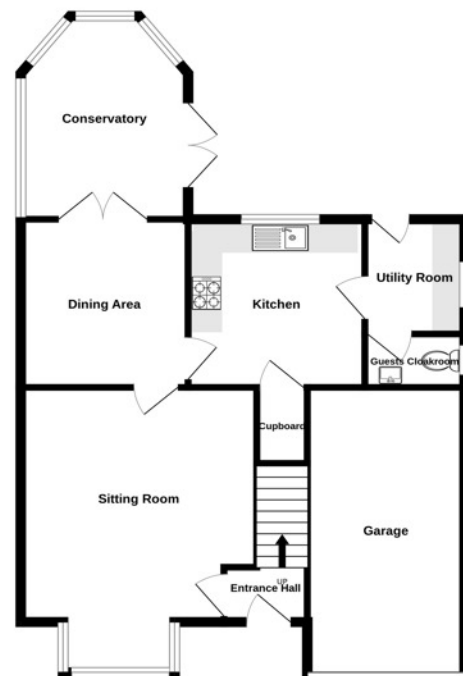 Conservatory
Dining Area
Kitchen
Utility Room
Guests Cloakroom
Cupboard
Sitting Room
Garage
UP
Entrance Hall